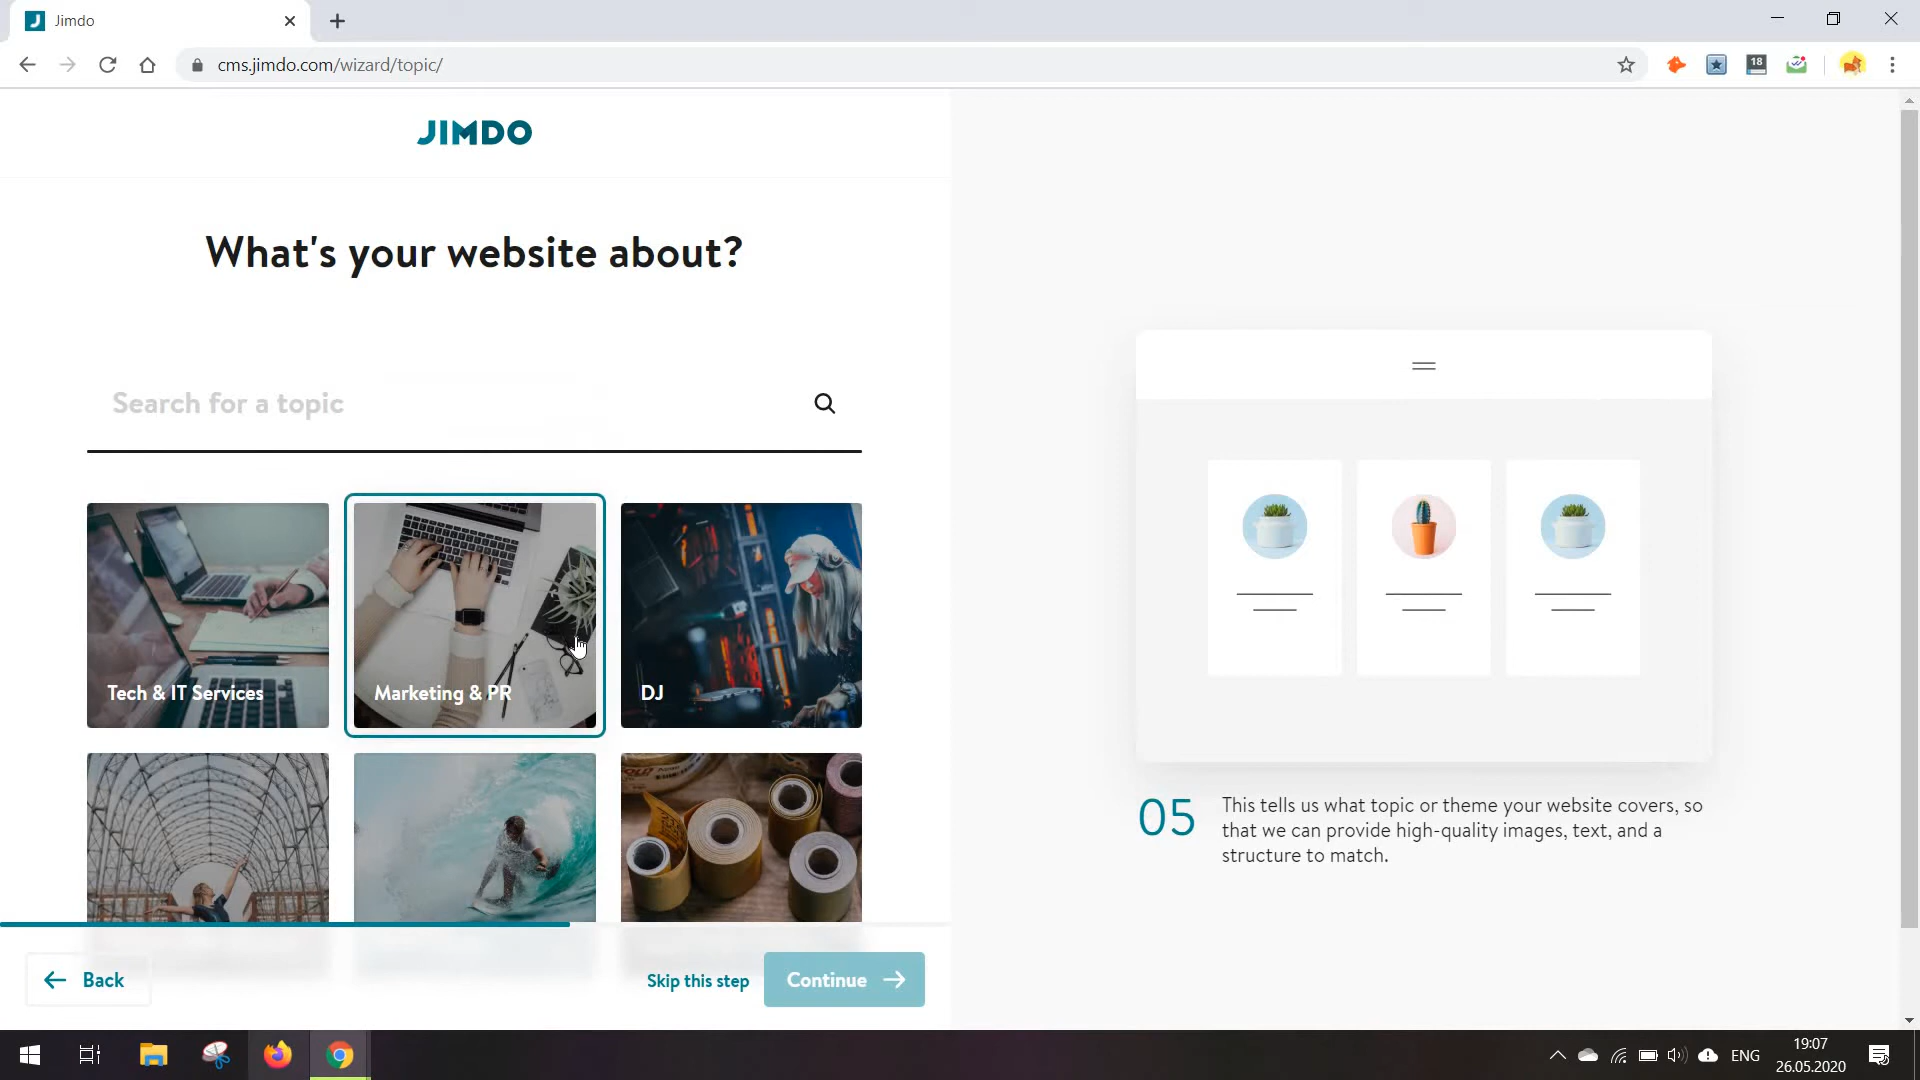 Jimdo
cms.jimdo.com/wizard/topic/
18
JIMDO
What's your website about?
Search for a topic
Tech & IT Services
Marketing & PR
DJ
05
This tells us what topic or theme your website covers, so
that we can provide high-quality images, text, and a
structure to match.
Back
Skip this step
Continue
ENG
19:07
26.05.2020